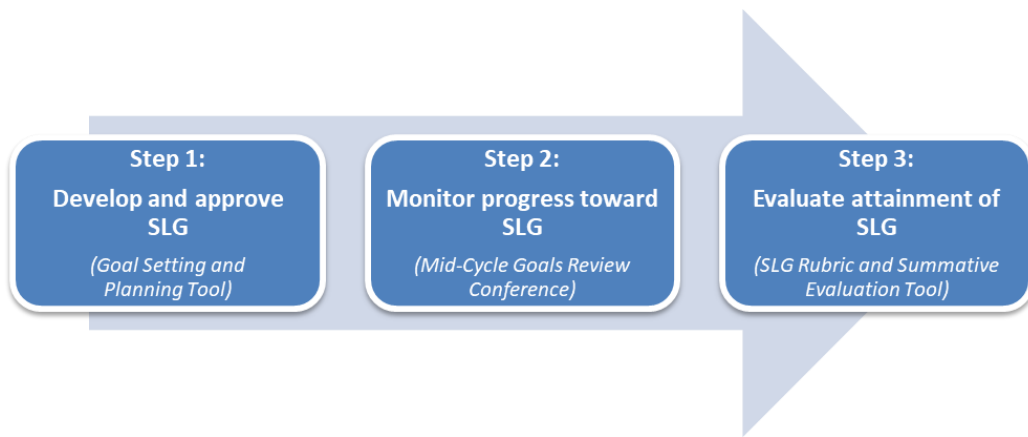 Step 1:
Develop and approve
SLG
(Goal Setting and
Planning Tool)
Step 2:
Monitor progress toward
SLG
(Mid-Cycle Goals Review
Conference)
Step 3:
Evaluate attainment of
SLG
(SLG Rubric and Summative
Evaluation Tool)